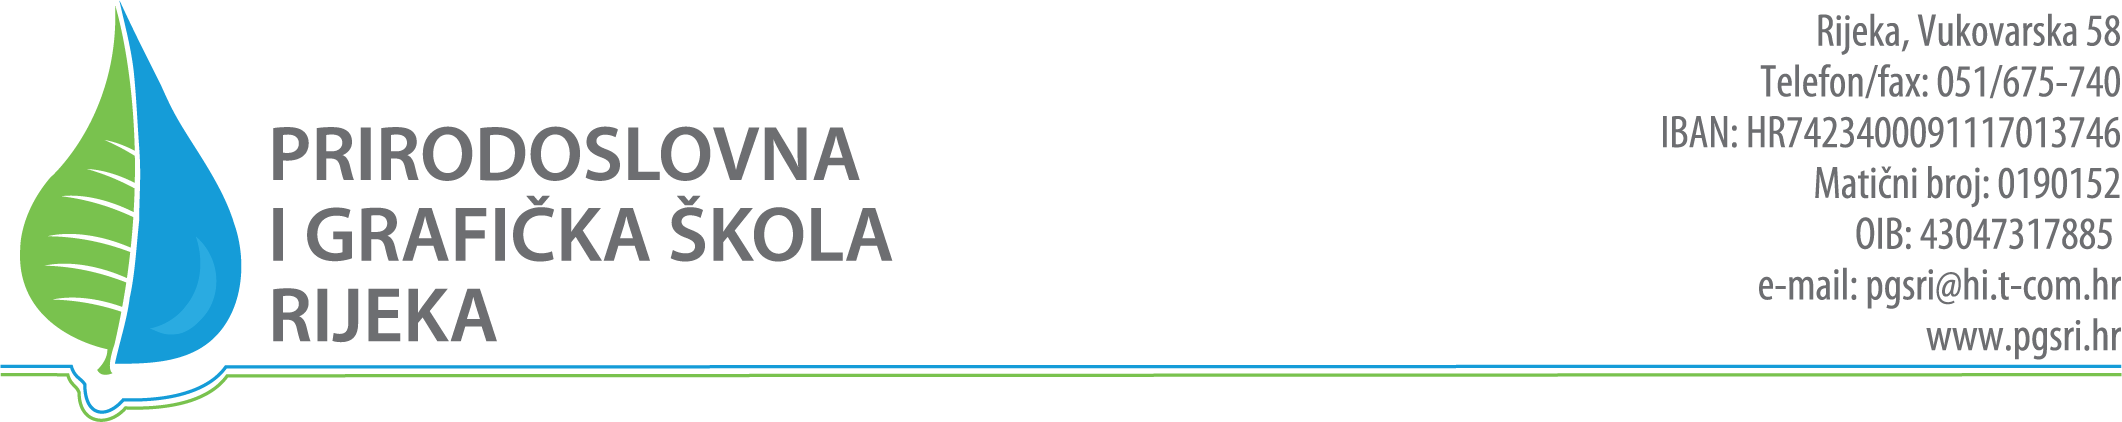 PRIRODOSLOVNA
I GRAFIČKA ŠKOLA
RIJEKA
Rijeka, Vukovarska 58
Telefon/fax: 051/675-740
IBAN: HR7423400091117013746
Matični broj: 0190152
OIB: 43047317885
e-mail: pgsri@hi.t-com.hr
www.pgsri.hr